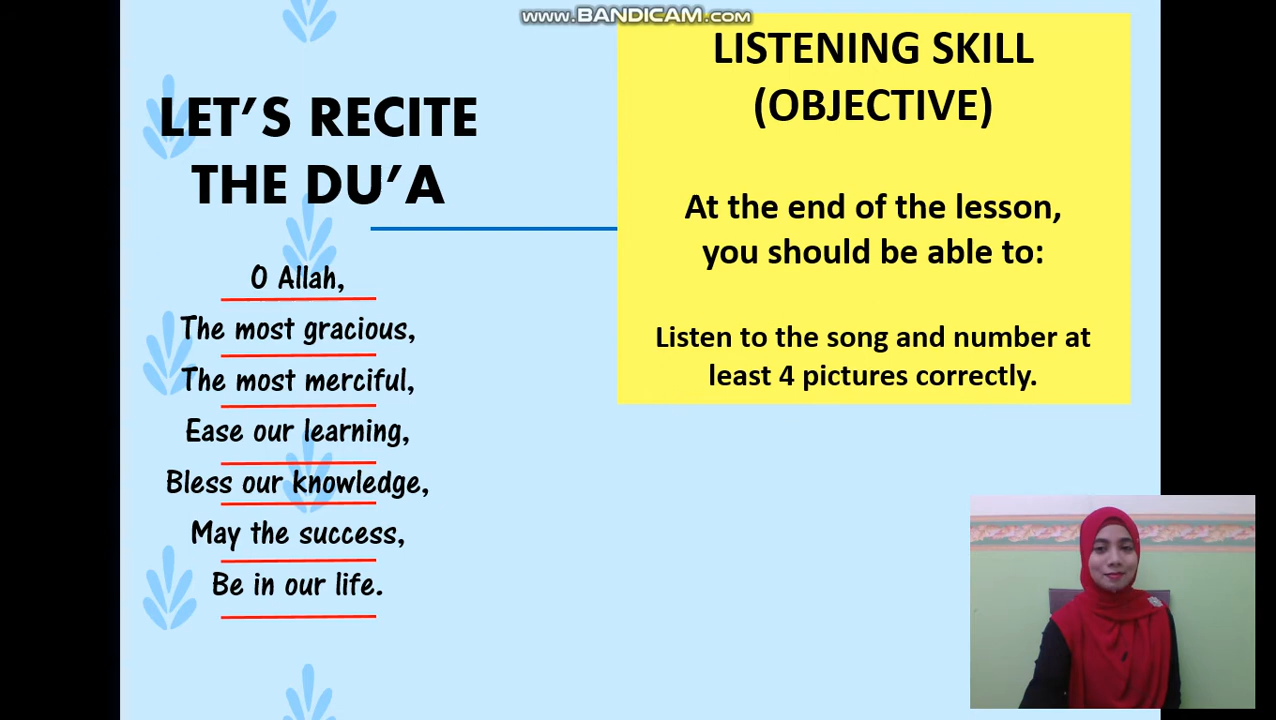 www.BANDICAM.com
LET'S RECITE
THE DU'A
O Allah,
The most gracious,
The most merciful,
Ease our learning,
Bless our knowledge,
May the success,
Be in our life.
LISTENING SKILL
(OBJECTIVE)
At the end of the lesson,
you should be able to:
Listen to the song and number at
least 4 pictures correctly.